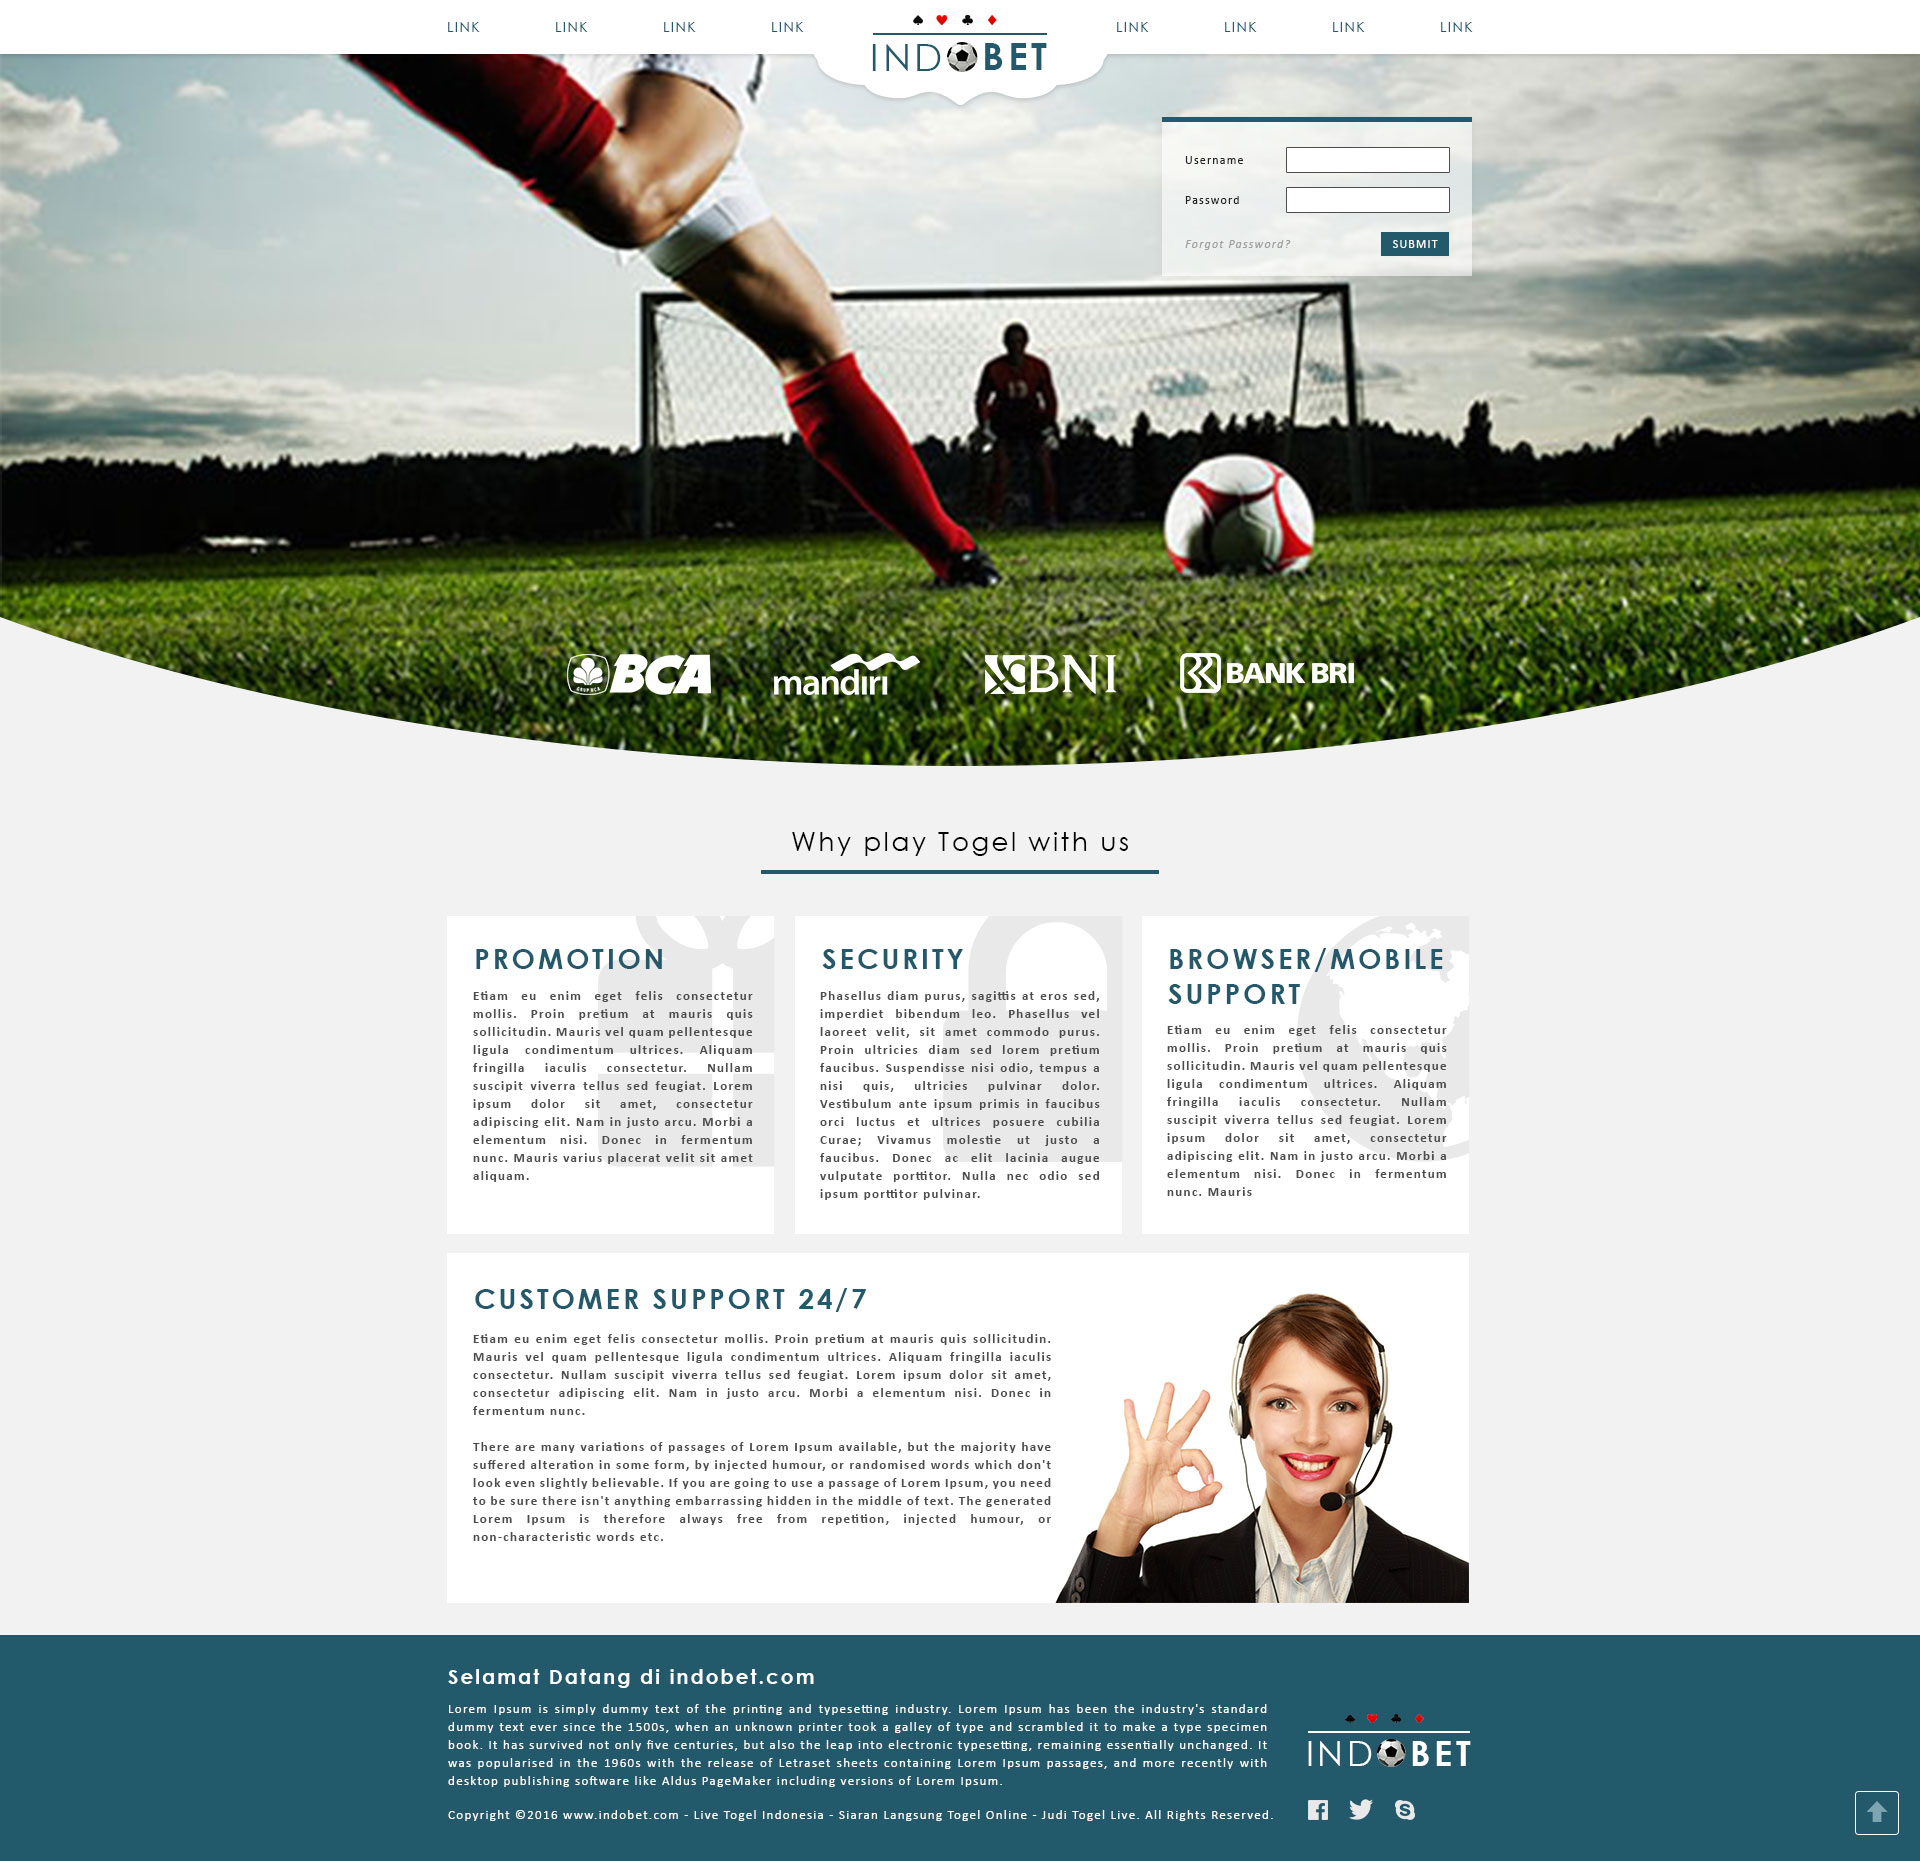 LINK LINK LINK LINK LINK LINK LINK LINK
INDOBET
Username
Password
Forgot Password? SUBMIT
13
GRUP BCA BCA mandiri BNI BANK BRI
Why play Togel with us
PROMOTION
Etiam eu enim eget felis consectetur
mollis. Proin pretium at mauris quis
sollicitudin. Mauris vel quam pellentesque
ligula condimentum ultrices. Aliquam
fringilla iaculis consectetur. Nullam
suscipit viverra tellus sed feugiat. Lorem
ipsum dolor sit amet, consectetur
adipiscing elit. Nam in justo arcu. Morbi a
elementum nisi. Donec in fermentum
nunc. Mauris varius placerat velit sit amet
aliquam.
SECURITY
Phasellus diam purus, sagittis at eros sed,
imperdiet bibendum leo. Phasellus vel
laoreet velit, sit amet commodo purus.
Proin ultricies diam sed lorem pretium
faucibus. Suspendisse nisi odio, tempus a
nisi quis, ultricies pulvinar dolor.
Vestibulum ante ipsum primis in faucibus
orci luctus et ultrices posuere cubilia
Curae; Vivamus molestie ut justo a
faucibus. Donec ac elit lacinia augue
vulputate porttitor. Nulla nec odio sed
ipsum porttitor pulvinar.
BROWSER/MOBILE
SUPPORT
Etiam eu enim eget felis consectetur
mollis. Proin pretium at mauris quis
sollicitudin. Mauris vel quam pellentesque
ligula condimentum ultrices. Aliquam
fringilla iaculis consectetur. Nullam
suscipit viverra tellus sed feugiat. Lorem
ipsum dolor sit amet, consectetur
adipiscing elit. Nam in justo arcu. Morbi a
elementum nisi. Donec in fermentum
nunc. Mauris
CUSTOMER SUPPORT 24/7
Etiam eu enim eget felis consectetur mollis. Proin pretium at mauris quis sollicitudin.
Mauris vel quam pellentesque ligula condimentum ultrices. Aliquam fringilla iaculis
consectetur. Nullam suscipit viverra tellus sed feugiat. Lorem ipsum dolor sit amet,
consectetur adipiscing elit. Nam in justo arcu. Morbi a elementum nisi. Donec in
fermentum nunc.
There are many variations of passages of Lorem Ipsum available, but the majority have
suffered alteration in some form, by injected humour, or randomised words which don't
look even slightly believable. If you are going to use a passage of Lorem Ipsum, you need
to be sure there isn't anything embarrassing hidden in the middle of text. The generated
Lorem Ipsum is therefore always free from repetition, injected humour, or
non-characteristic words etc.
Selamat Datang di indobet.com
Lorem Ipsum is simply dummy text of the printing and typesetting industry. Lorem Ipsum has been the industry's standard
dummy text ever since the 1500s, when an unknown printer took a galley of type and scrambled it to make a type specimen
book. It has survived not only five centuries, but also the leap into electronic typesetting, remaining essentially unchanged. It
was popularised in the 1960s with the release of Letraset sheets containing Lorem Ipsum passages, and more recently with
desktop publishing software like Aldus PageMaker including versions of Lorem Ipsum.
INDOBET
Copyright ©2016 www.indobet.com - Live Togel Indonesia - Siaran Langsung Togel Online - Judi Togel Live. All Rights Reserved.